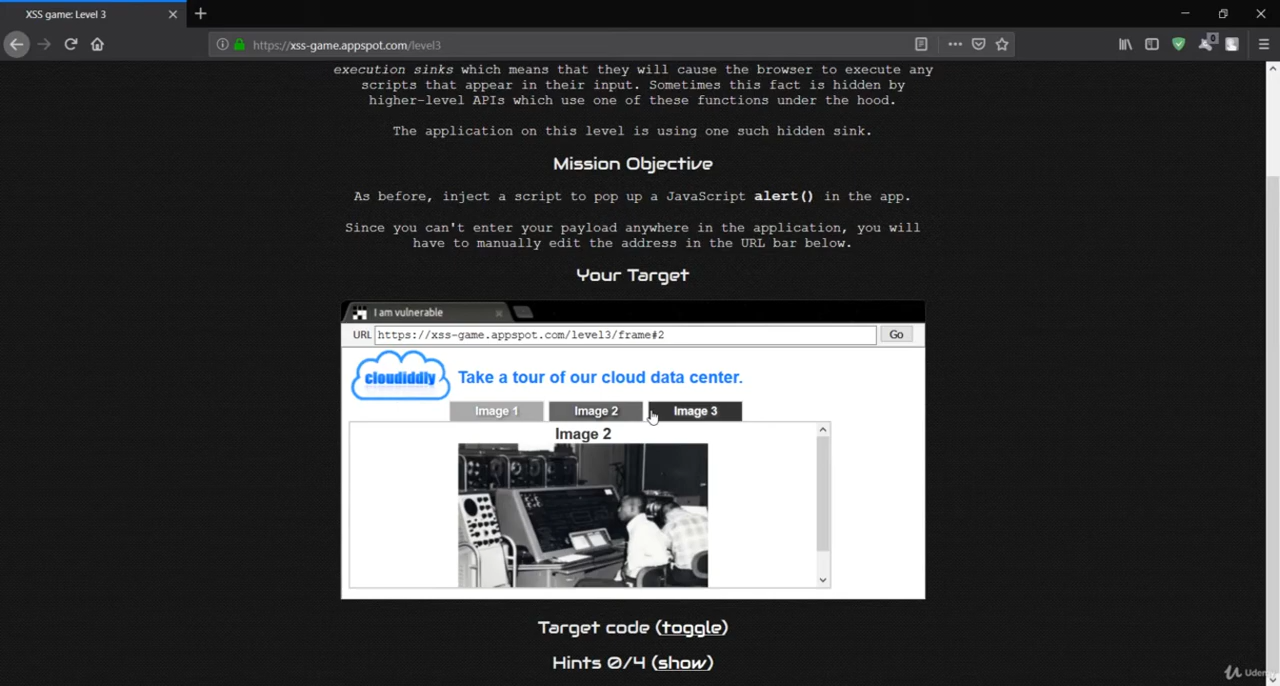 XSS game: Level 3
https://xss-game.appspot.com/level3
execution sinks which means that they will cause the browser to execute any
scripts that appear in their input. Sometimes this fact is hidden by
higher-level APIs which use one of these functions under the hood.
The application on this level is using one such hidden sink.
Mission Objective
As before, inject a script to pop up a JavaScript alert() in the app.
Since you can't enter your payload anywhere in the application, you will
have to manually edit the address in the URL bar below.
Your Target
I am vulnerable
URL https://xss-game.appspot.com/level3/frame#2 Go
cloudiddly Take a tour of our cloud data center.
Image 1 Image 2 Image 3
Image 2
Target code (toggle)
Hints 0/4 (show)